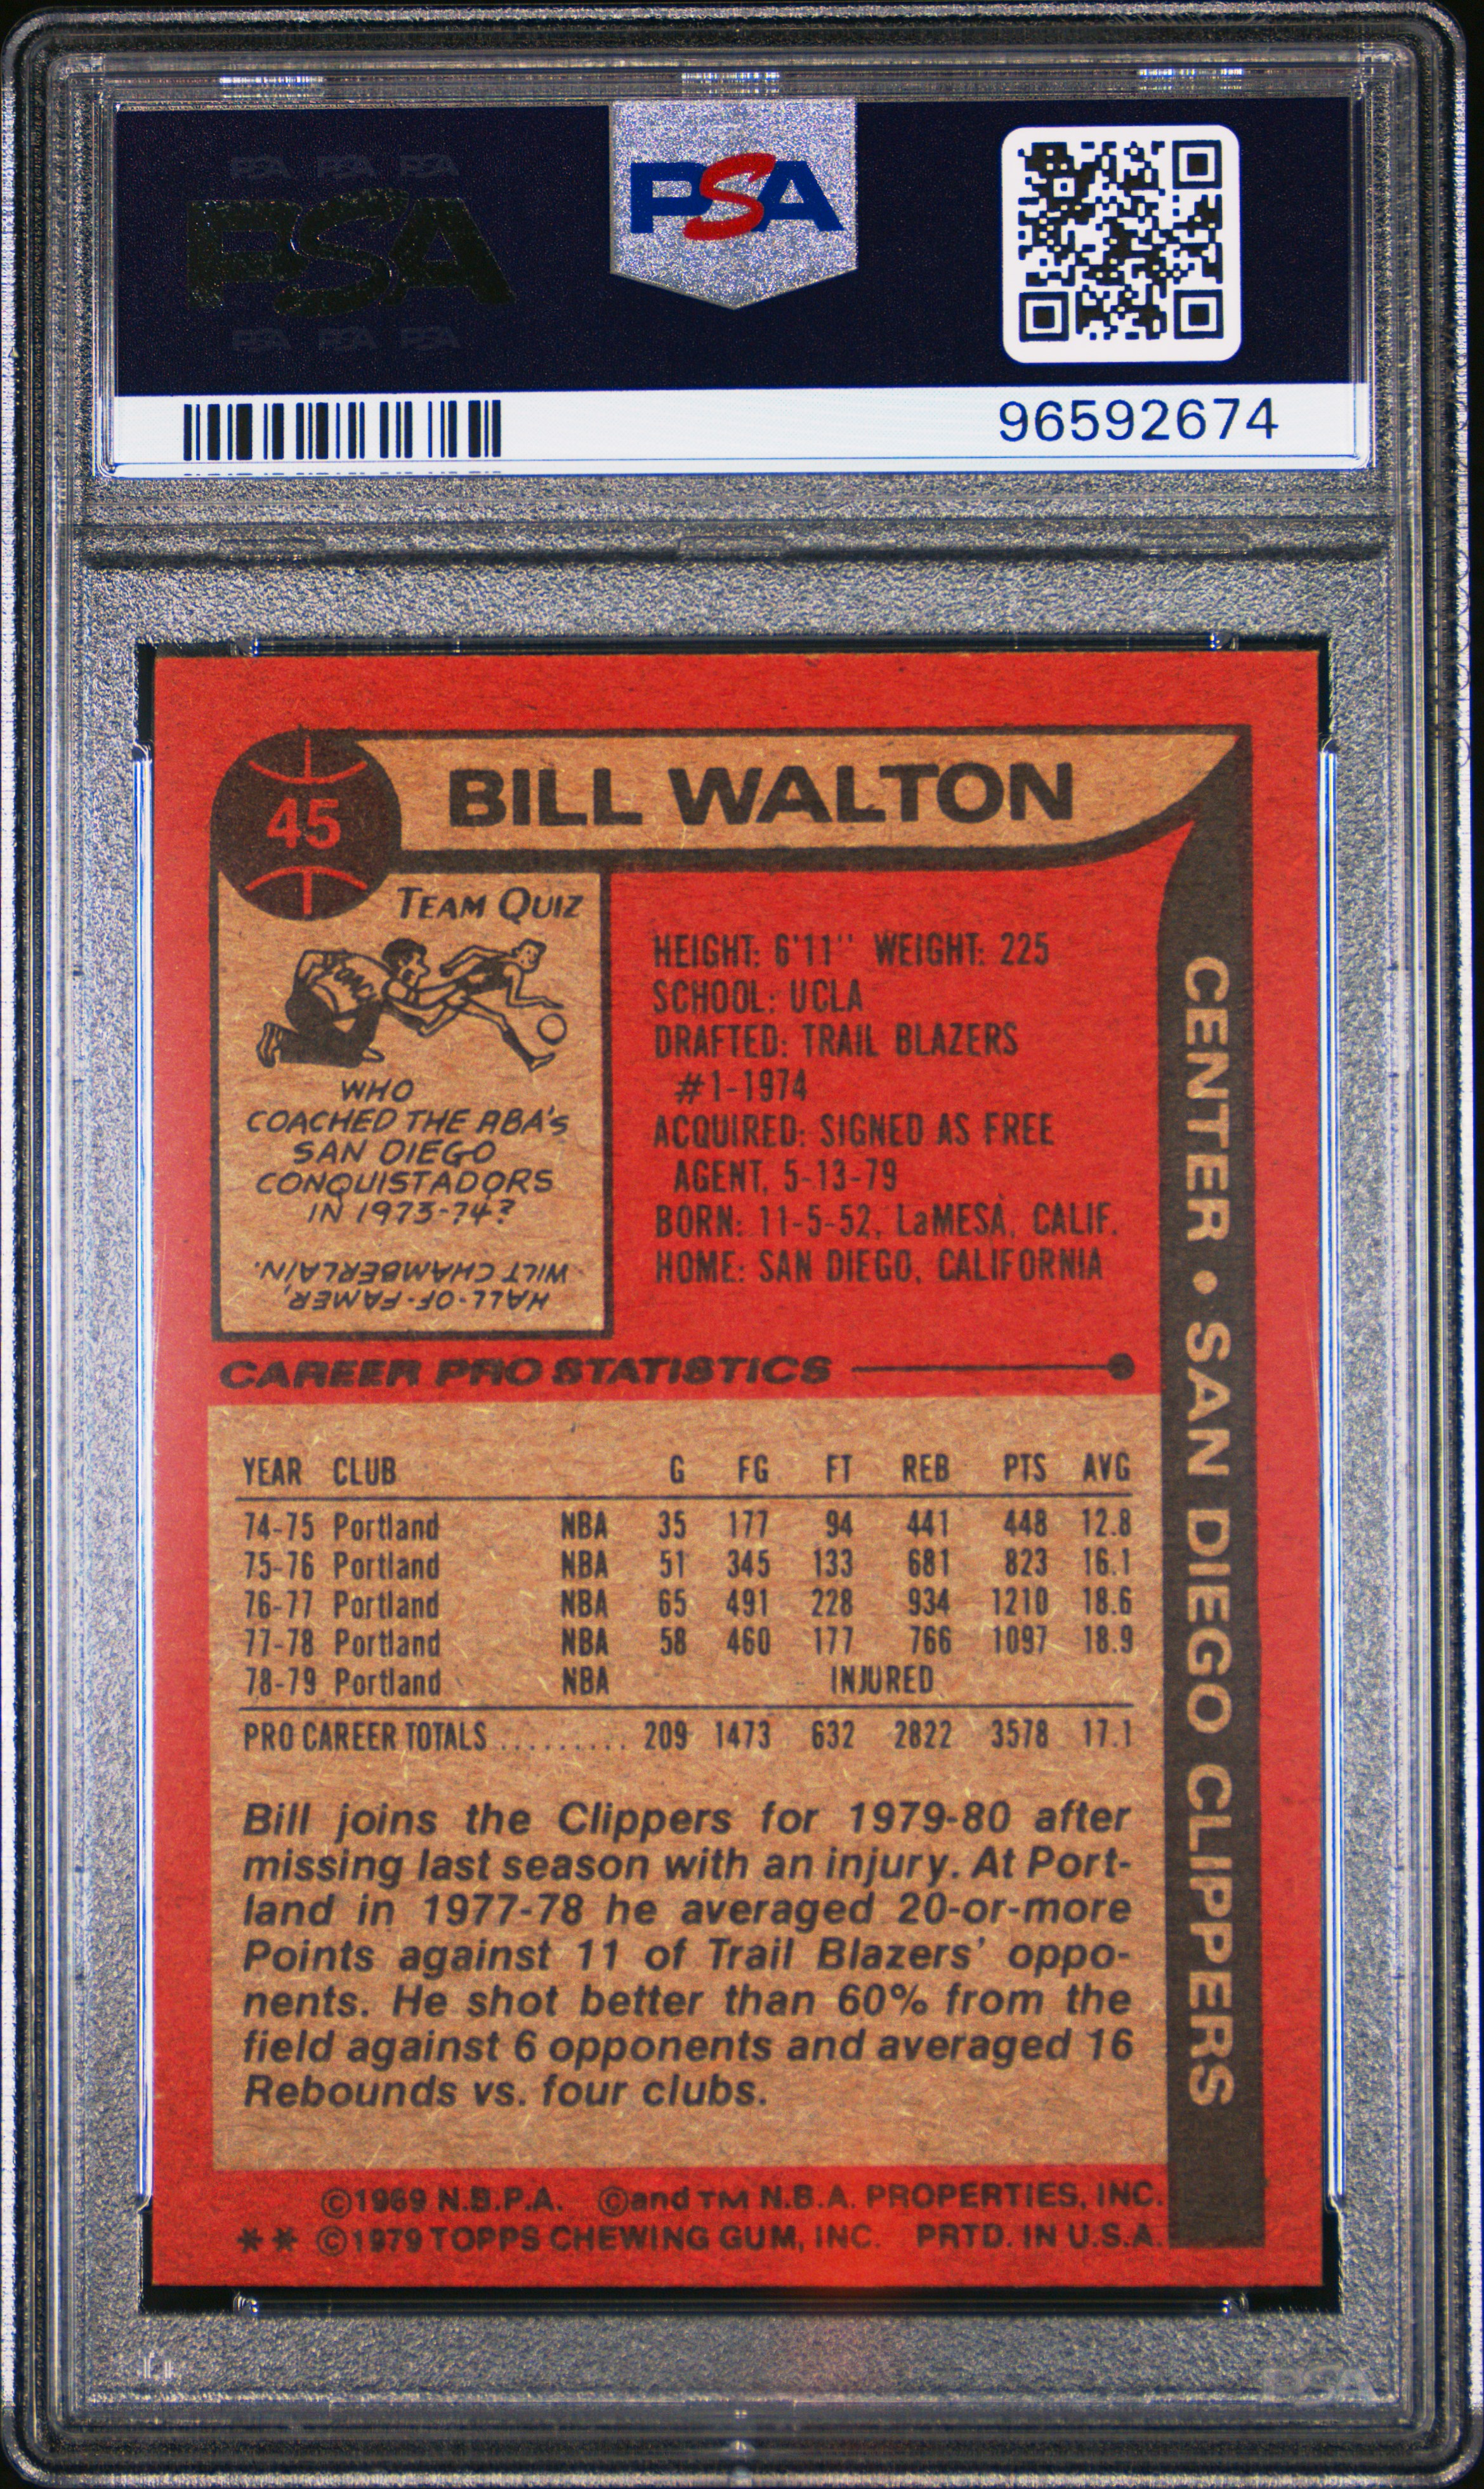 PSA PSA PSA
PSA
PSA PSA PSA
PSA
96592674
45
BILL WALTON
TEAM QUIZ
WHO
COACHED THE ABA'S
SAN DIEGO
CONQUISTADORS
IN 1973-74?
HALL-OF-FAMER,
WILT CHAMBERLAIN.
HEIGHT: 6'11" WEIGHT: 225
SCHOOL: UCLA
DRAFTED: TRAIL BLAZERS
#1-1974
ACQUIRED: SIGNED AS FREE
AGENT, 5-13-79
BORN: 11-5-52, LaMESA, CALIF.
HOME: SAN DIEGO, CALIFORNIA
CENTER • SAN DIEGO CLIPPERS
CAREER PRO STATISTICS
YEAR CLUB G FG FT REB PTS AVG
74-75 Portland NBA 35 177 94 441 448 12.8
75-76 Portland NBA 51 345 133 681 823 16.1
76-77 Portland NBA 65 491 228 934 1210 18.6
77-78 Portland NBA 58 460 177 766 1097 18.9
78-79 Portland NBA INJURED
PRO CAREER TOTALS .......... 209 1473 632 2822 3578 17.1
Bill joins the Clippers for 1979-80 after
missing last season with an injury. At Port-
land in 1977-78 he averaged 20-or-more
Points against 11 of Trail Blazers' oppo-
nents. He shot better than 60% from the
field against 6 opponents and averaged 16
Rebounds vs. four clubs.
©1969 N.B.P.A. ©and TM N.B.A. PROPERTIES, INC.
** ©1979 TOPPS CHEWING GUM, INC. PRTD. IN U.S.A.
PSA